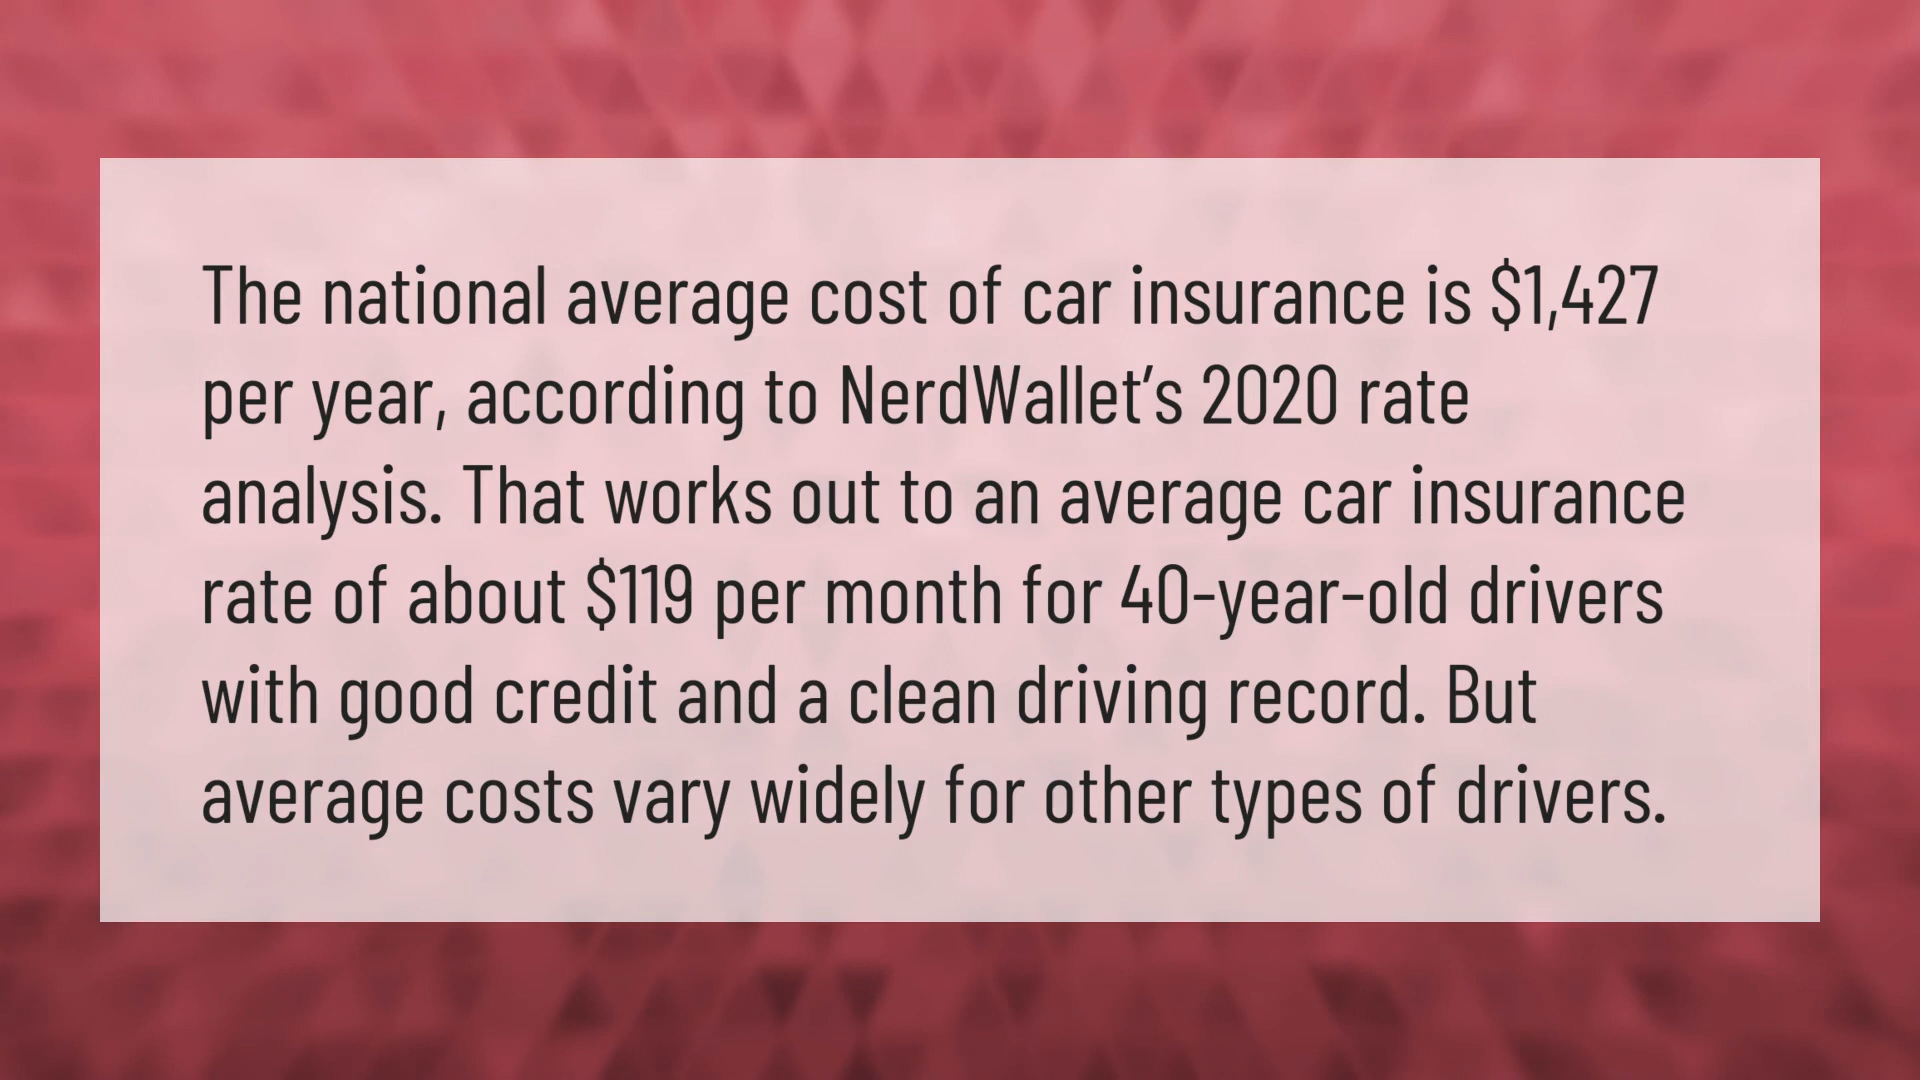 The national average cost of car insurance is $1,427
per year, according to NerdWallet’s 2020 rate
analysis. That works out to an average car insurance
rate of about $119 per month for 40-year-old drivers
with good credit and a clean driving record. But
average costs vary widely for other types of drivers.